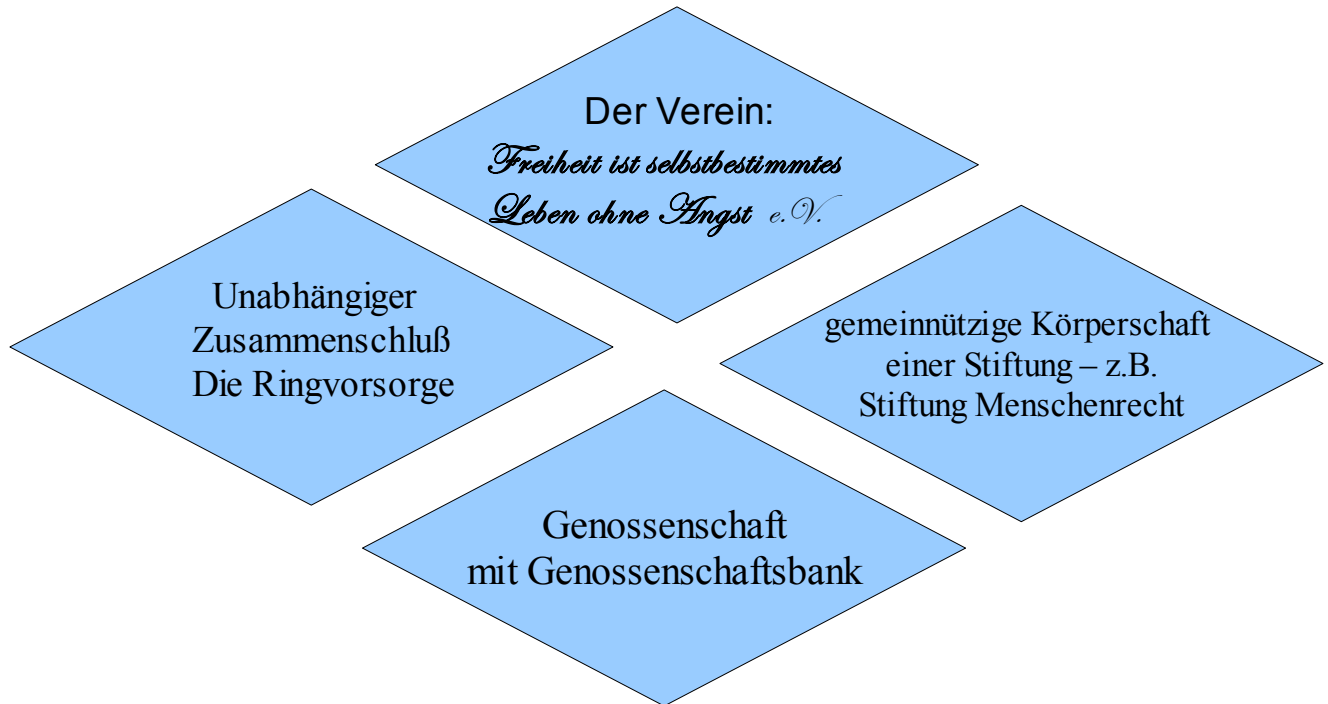 Der Verein:
Freiheit ist selbstbestimmtes
Leben ohne Angst e.V.
Unabhängiger
Zusammenschluß
Die Ringvorsorge
gemeinnützige Körperschaft
einer Stiftung – z.B.
Stiftung Menschenrecht
Genossenschaft
mit Genossenschaftsbank